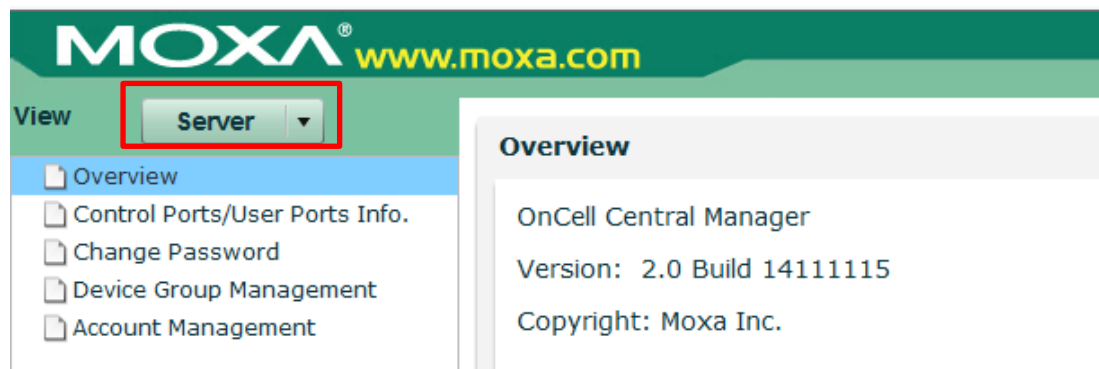 MOXA® www.moxa.com
View Server
Overview
Control Ports/User Ports Info.
Change Password
Device Group Management
Account Management
Overview
OnCell Central Manager
Version: 2.0 Build 14111115
Copyright: Moxa Inc.